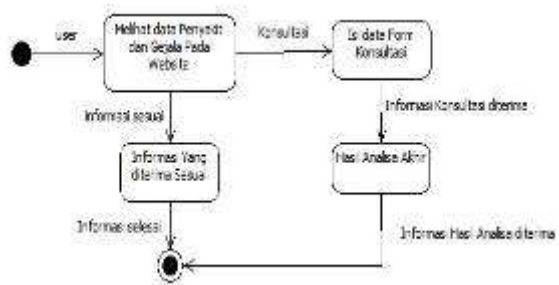 user
Melihat data Penyakit
dan Gejala Pada
Website
Konsultasi
Isi data Form
Konsultasi
Informasi sesuai
Informasi Konsultasi diterima
Informasi Yang
diterima Sesuai
Hasil Analisa Akhir
Informasi selesai
Informasi Hasil Analisa diterima